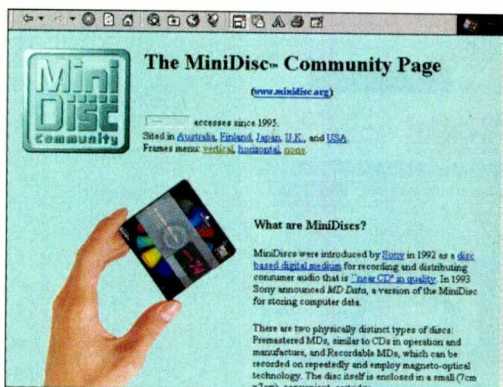 Mini
Disc
Community
The MiniDisc™ Community Page
(www.minidisc.org)
accesses since 1995.
Sited in Australia, Finland, Japan, U.K., and USA.
Frames menu: vertical, horizontal, none.
What are MiniDiscs?
MiniDiscs were introduced by Sony in 1992 as a disc
based digital medium for recording and distributing
consumer audio that is "near CD" in quality. In 1993
Sony announced MD Data, a version of the MiniDisc
for storing computer data.
There are two physically distinct types of discs:
Premastered MDs, similar to CDs in operation and
manufacture, and Recordable MDs, which can be
recorded on repeatedly and employ magneto-optical
technology. The disc itself is enclosed in a small (7cm